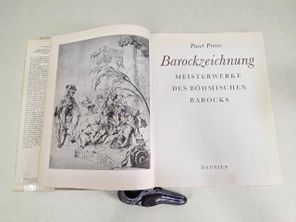 Pavel Preiss
Barockzeichnung
MEISTERWERKE
DES BÖHMISCHEN
BAROCKS
DAUSIEN